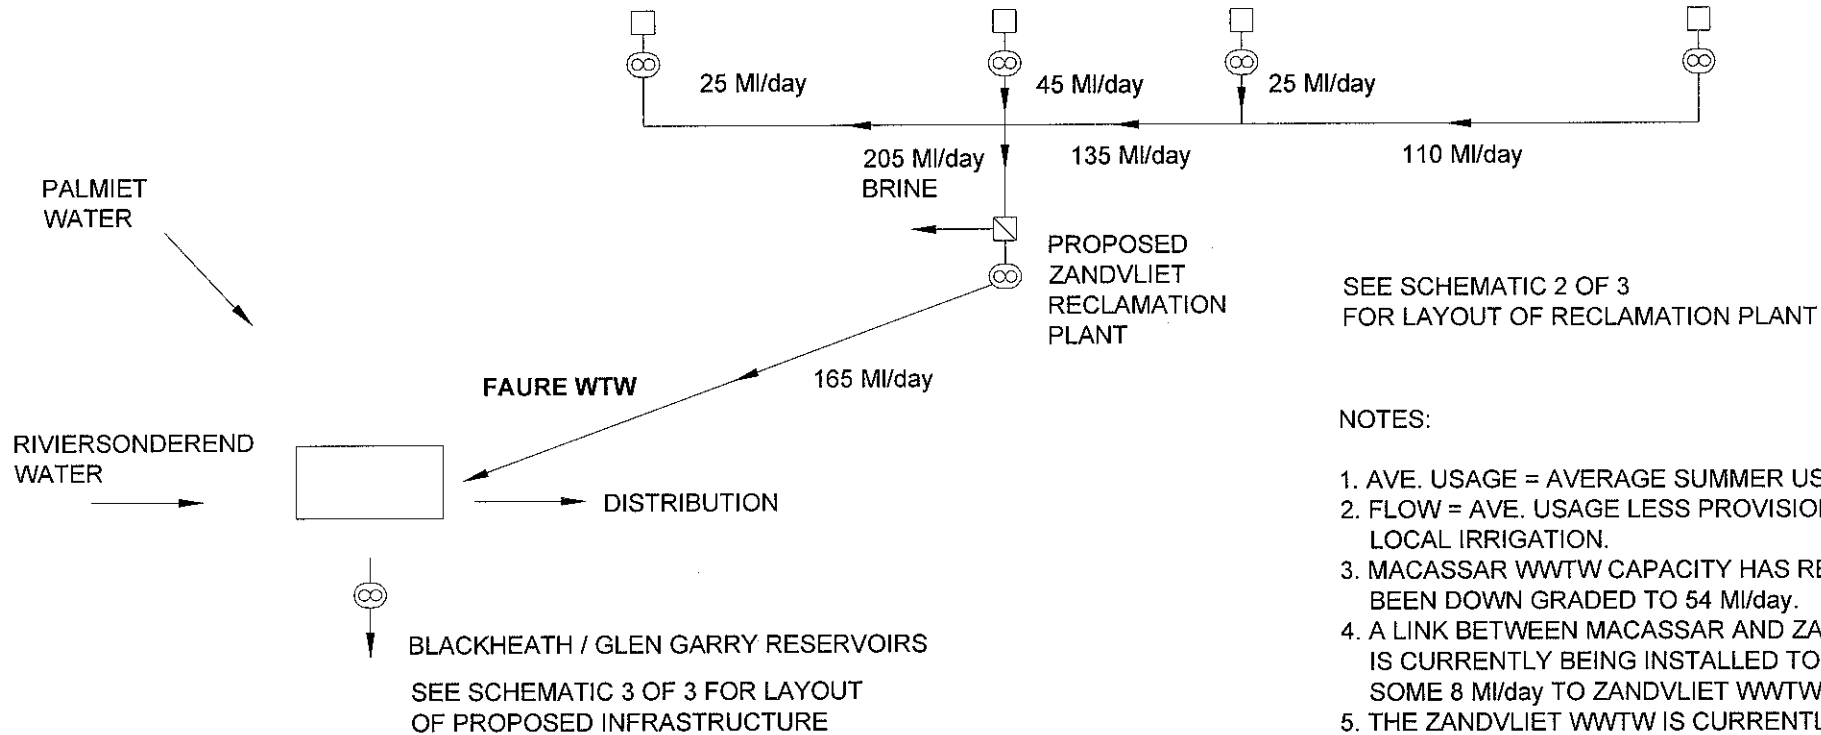 25 Ml/day
45 Ml/day
25 Ml/day
205 Ml/day
BRINE
135 Ml/day
110 Ml/day
PALMIET
WATER
PROPOSED
ZANDVLIET
RECLAMATION
PLANT
SEE SCHEMATIC 2 OF 3
FOR LAYOUT OF RECLAMATION PLANT
165 Ml/day
FAURE WTW
RIVIERSONDEREND
WATER
DISTRIBUTION
BLACKHEATH / GLEN GARRY RESERVOIRS
SEE SCHEMATIC 3 OF 3 FOR LAYOUT
OF PROPOSED INFRASTRUCTURE
NOTES:
1. AVE. USAGE = AVERAGE SUMMER
2. FLOW = AVE. USAGE LESS
LOCAL IRRIGATION.
3. MACASSAR WWTW CAPACITY HAS
BEEN DOWN GRADED TO 54 Ml/day.
4. A LINK BETWEEN MACASSAR AND
IS CURRENTLY BEING INSTALLED TO
SOME 8 Ml/day TO ZANDVLIET WWTW
5. THE ZANDVLIET WWTW IS